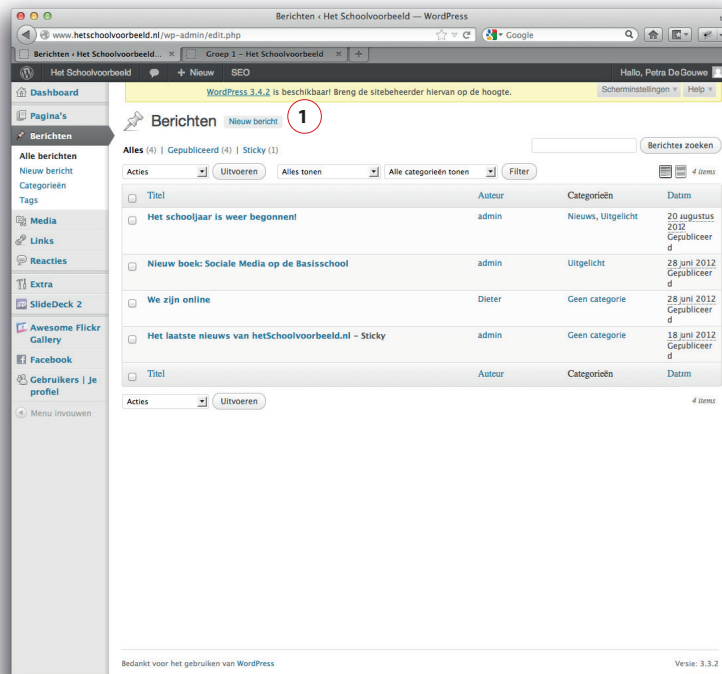 Berichten ‹ Het Schoolvoorbeeld — WordPress
www.hetschoolvoorbeeld.nl/wp-admin/edit.php
Google
Berichten ‹ Het Schoolvoorbeeld...
Groep 1 – Het Schoolvoorbeeld
Het Schoolvoorbeeld + Nieuw SEO Hallo, Petra De Gouwe
WordPress 3.4.2 is beschikbaar! Breng de sitebeheerder hiervan op de hoogte.
Scherminstellingen Help
Dashboard
Pagina's
Berichten
Alle berichten
Nieuw bericht
Categorieën
Tags
Media
Links
Reacties
Extra
SlideDeck 2
Awesome Flickr
Gallery
Facebook
Gebruikers | Je
profiel
Menu invouwen
Berichten Nieuw bericht 1
Alles (4) | Gepubliceerd (4) | Sticky (1)
Berichten zoeken
Acties Uitvoeren Alles tonen Alle categorieën tonen Filter 4 items
Titel Auteur Categorieën Datum
Het schooljaar is weer begonnen! admin Nieuws, Uitgelicht 20 augustus
2012
Gepubliceer
d
Nieuw boek: Sociale Media op de Basisschool admin Uitgelicht 28 juni 2012
Gepubliceer
d
We zijn online Dieter Geen categorie 28 juni 2012
Gepubliceer
d
Het laatste nieuws van hetSchoolvoorbeeld.nl – Sticky admin Geen categorie 18 juni 2012
Gepubliceer
d
Titel Auteur Categorieën Datum
Acties Uitvoeren 4 items
Bedankt voor het gebruiken van WordPress Versie: 3.3.2